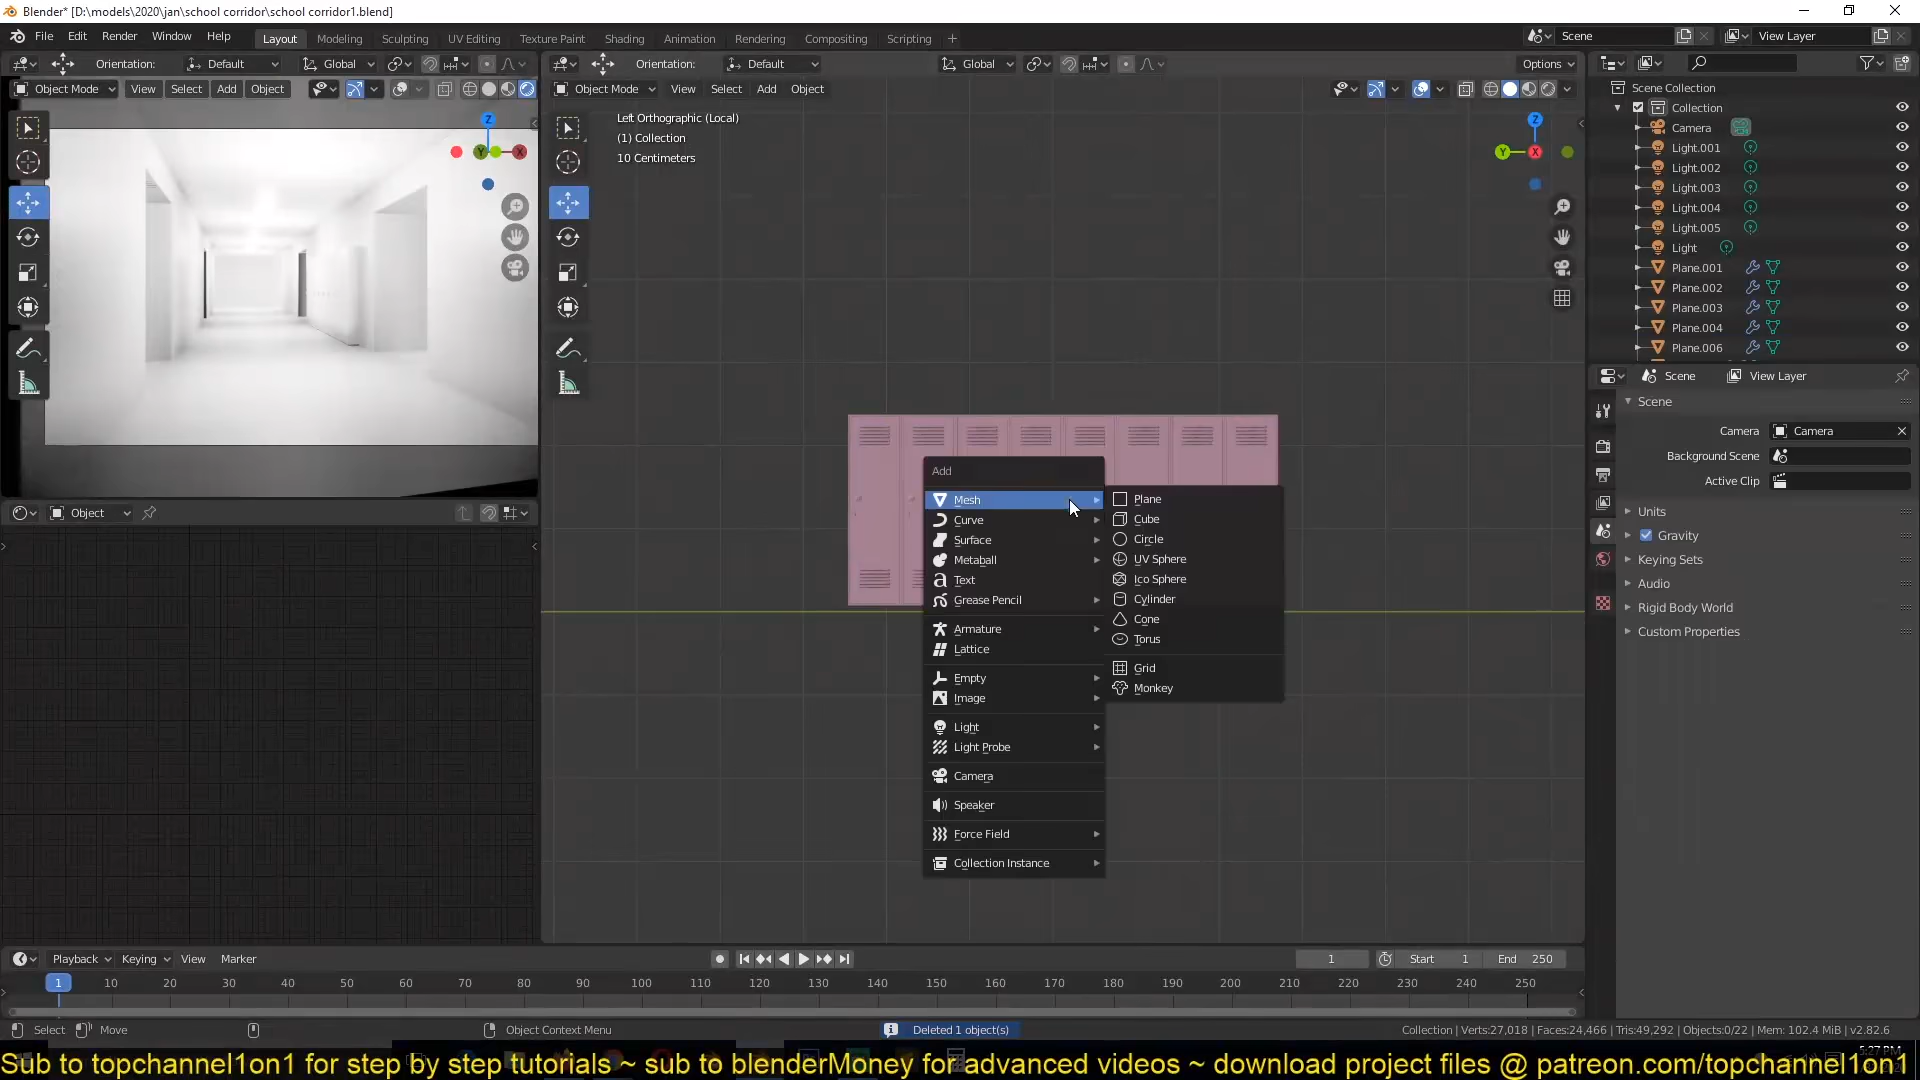 Blender* [D:\models\2020\jan\school corridor\school corridor1.blend]
File Edit Render Window Help Layout Modeling Sculpting UV Editing Texture Paint Shading Animation Rendering Compositing Scripting + Scene View Layer
Orientation: Default Global Orientation: Default Global Options
Object Mode View Select Add Object Object Mode View Select Add Object
Scene Collection
Collection
Camera
Light.001
Light.002
Light.003
Light.004
Light.005
Light
Plane.001
Plane.002
Plane.003
Plane.004
Plane.006
Z
Y
X
Left Orthographic (Local)
(1) Collection
10 Centimeters
Z
Y
X
Scene View Layer
Scene
Camera Camera
Background Scene
Active Clip
Units
Gravity
Keying Sets
Audio
Rigid Body World
Custom Properties
Add
Mesh
Curve
Surface
Metaball
Text
Grease Pencil
Armature
Lattice
Empty
Image
Light
Light Probe
Camera
Speaker
Force Field
Collection Instance
Plane
Cube
Circle
UV Sphere
Ico Sphere
Cylinder
Cone
Torus
Grid
Monkey
Object
Playback Keying View Marker 1 Start 1 End 250
1 10 20 30 40 50 60 70 80 90 100 110 120 130 140 150 160 170 180 190 200 210 220 230 240 250
Select Move Object Context Menu Deleted 1 object(s) Collection | Verts:27,018 | Faces:24,466 | Tris:49,292 | Objects:0/22 | Mem: 102.4 MiB | v2.82.6
Sub to topchannel1on1 for step by step tutorials ~ sub to blenderMoney for advanced videos ~ download project files @ patreon.com/topchannel1on1
5:27 PM